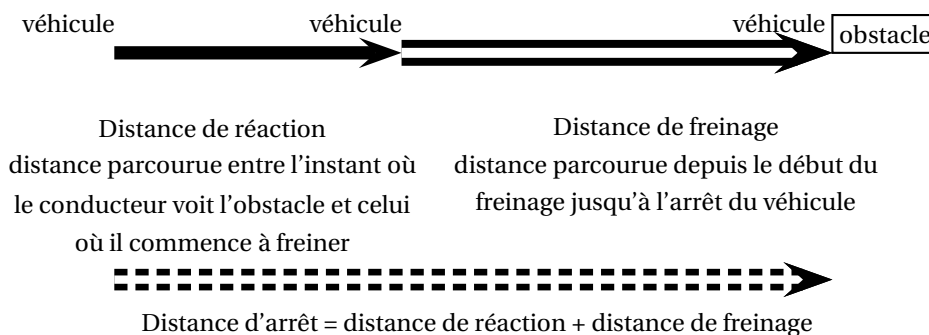 véhicule véhicule véhicule
obstacle
Distance de réaction
distance parcourue entre l'instant où
le conducteur voit l'obstacle et celui
où il commence à freiner
Distance de freinage
distance parcourue depuis le début du
freinage jusqu'à l'arrêt du véhicule
Distance d'arrêt = distance de réaction + distance de freinage